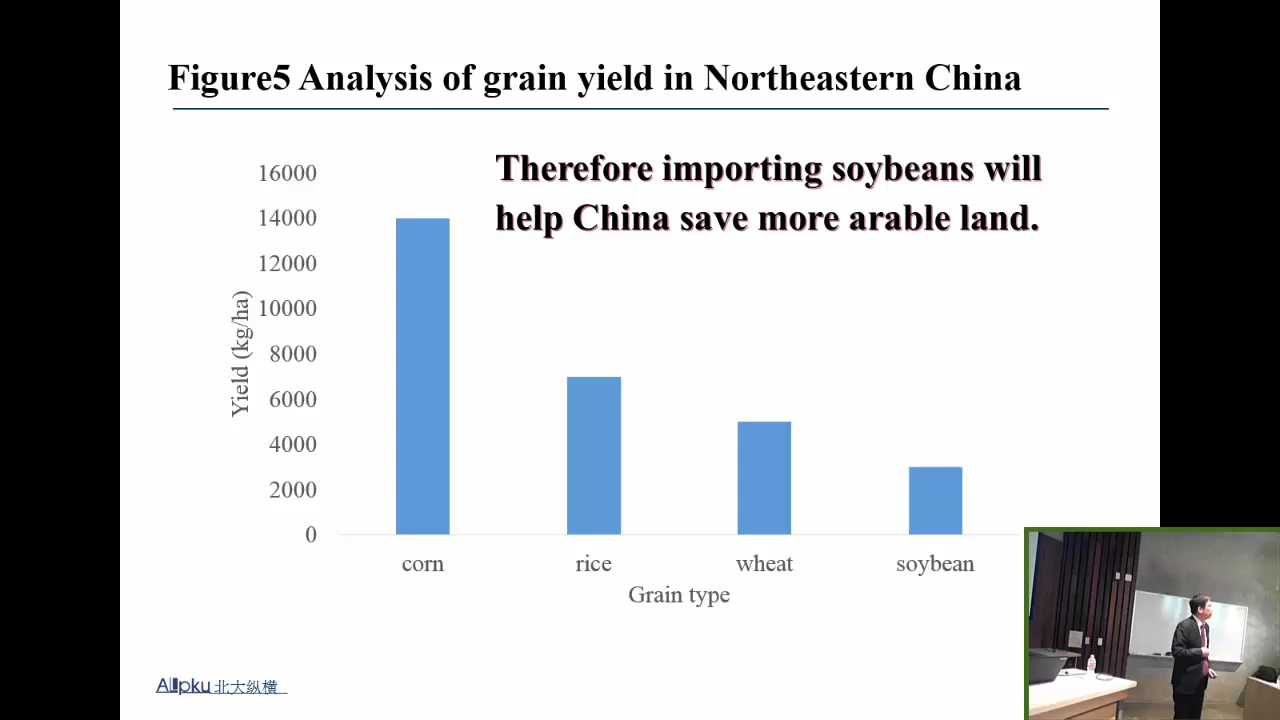 Figure5 Analysis of grain yield in Northeastern China
Therefore importing soybeans will
help China save more arable land.
Yield (kg/ha)
16000
14000
12000
10000
8000
6000
4000
2000
0
corn rice wheat soybean
Grain type
Allpku 北大纵横